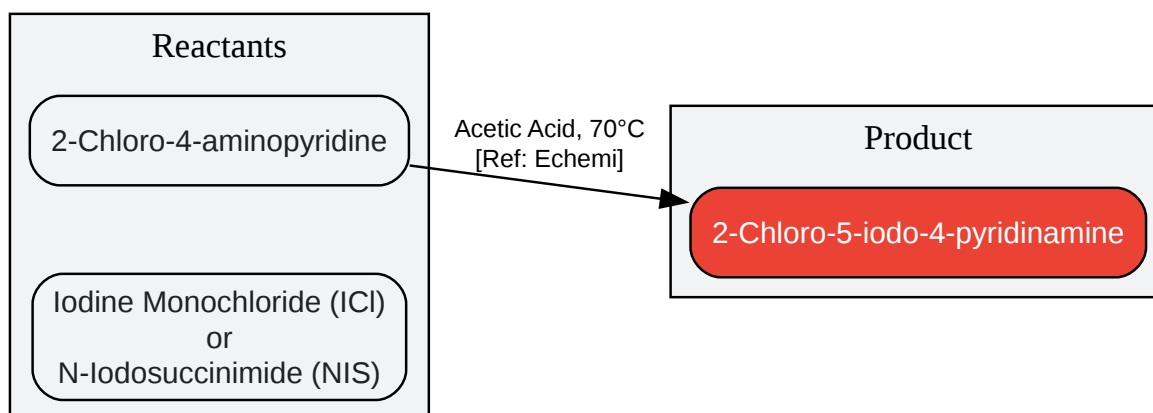 Reactants
2-Chloro-4-aminopyridine
Iodine Monochloride (ICl)
or
N-Iodosuccinimide (NIS)
Acetic Acid, 70°C
[Ref: Echemi]
Product
2-Chloro-5-iodo-4-pyridinamine